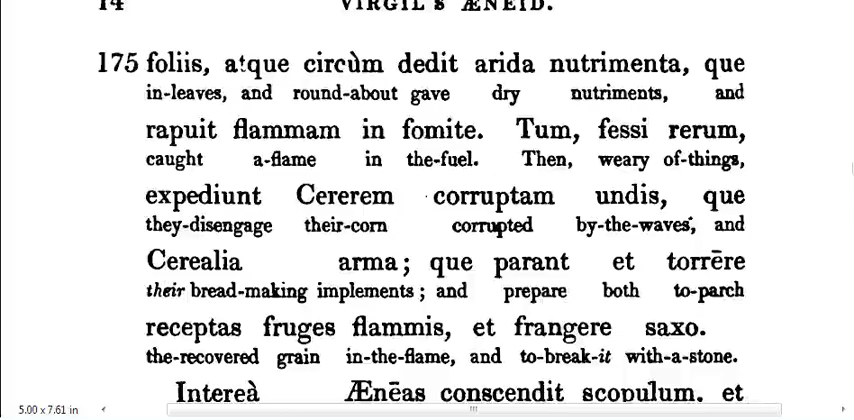 14 VIRGIL'S ÆNEID.
175 foliis, atque circùm dedit arida nutrimenta, que
in-leaves, and round-about gave dry nutriments, and
rapuit flammam in fomite. Tum, fessi rerum,
caught a-flame in the-fuel. Then, weary of-things,
expediunt Cererem corruptam undis, que
they-disengage their-corn corrupted by-the-waves, and
Cerealia arma; que parant et torrēre
their bread-making implements; and prepare both to-parch
receptas fruges flammis, et frangere saxo.
the-recovered grain in-the-flame, and to-break-it with-a-stone.
Intereà Ænēas conscendit scopulum, et
5.00 x 7.61 in